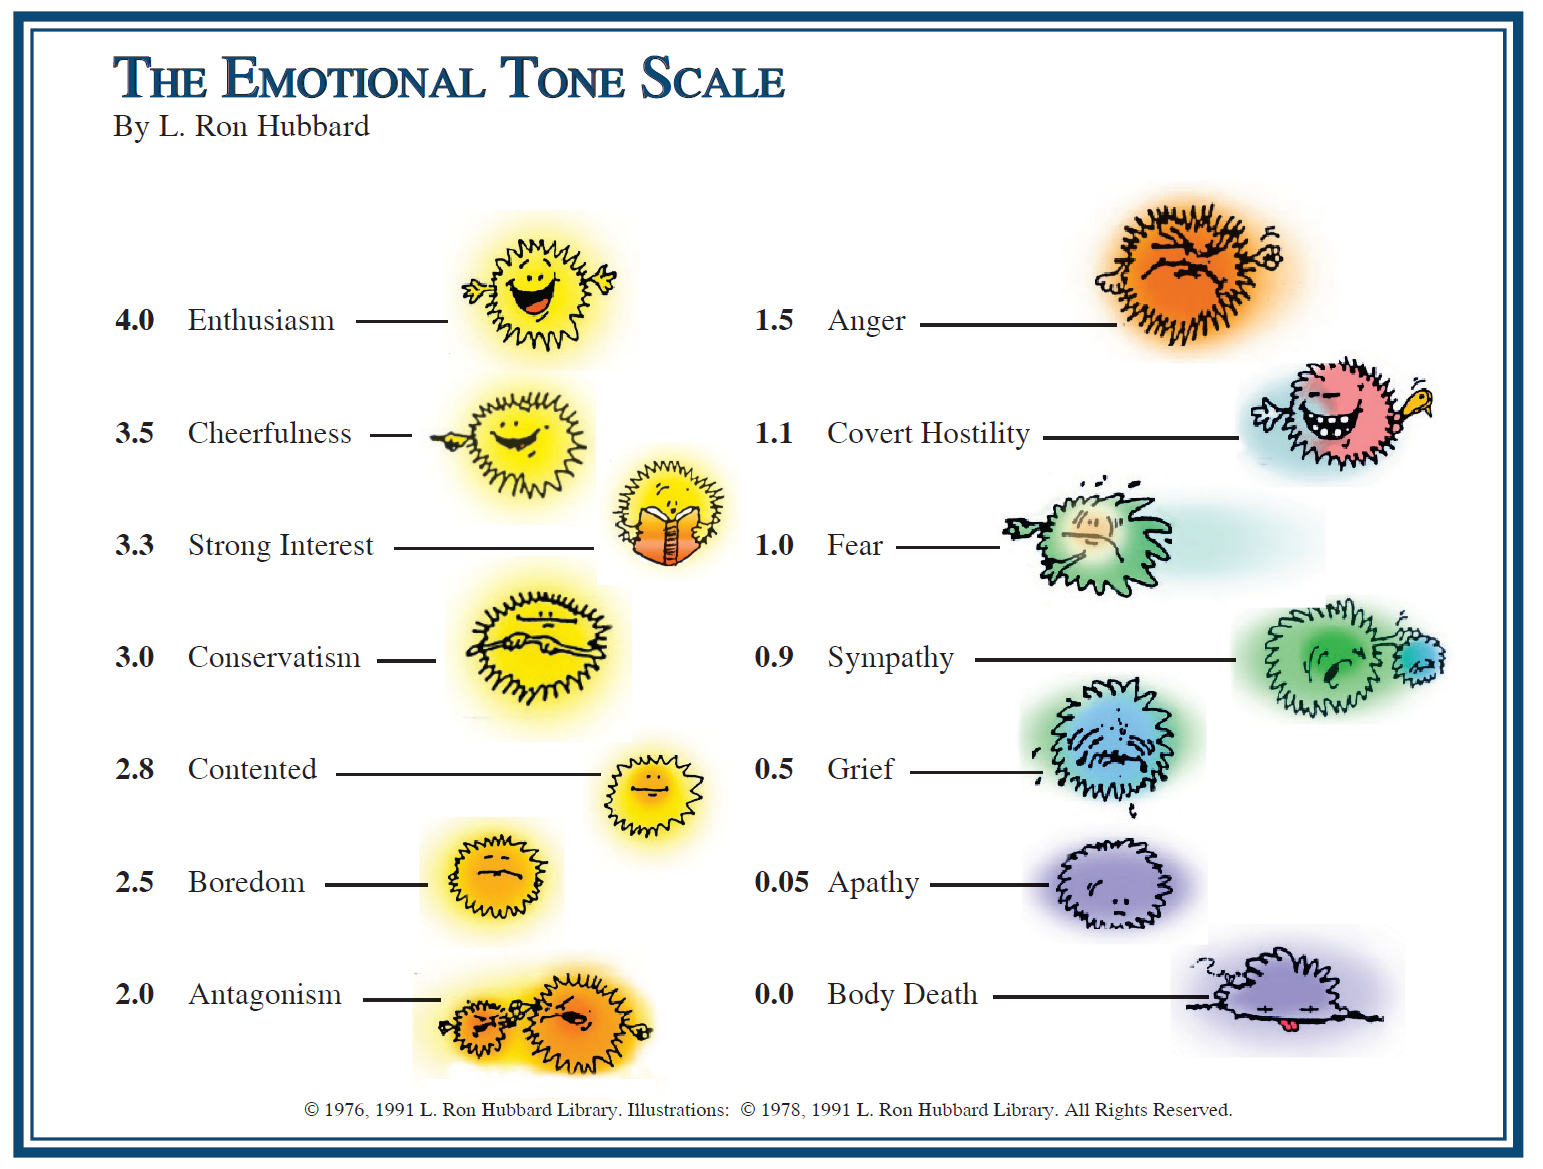 THE EMOTIONAL TONE SCALE
By L. Ron Hubbard
4.0 Enthusiasm
3.5 Cheerfulness
3.3 Strong Interest
3.0 Conservatism
2.8 Contented
2.5 Boredom
2.0 Antagonism
1.5 Anger
1.1 Covert Hostility
1.0 Fear
0.9 Sympathy
0.5 Grief
0.05 Apathy
0.0 Body Death
© 1976, 1991 L. Ron Hubbard Library. Illustrations: © 1978, 1991 L. Ron Hubbard Library. All Rights Reserved.